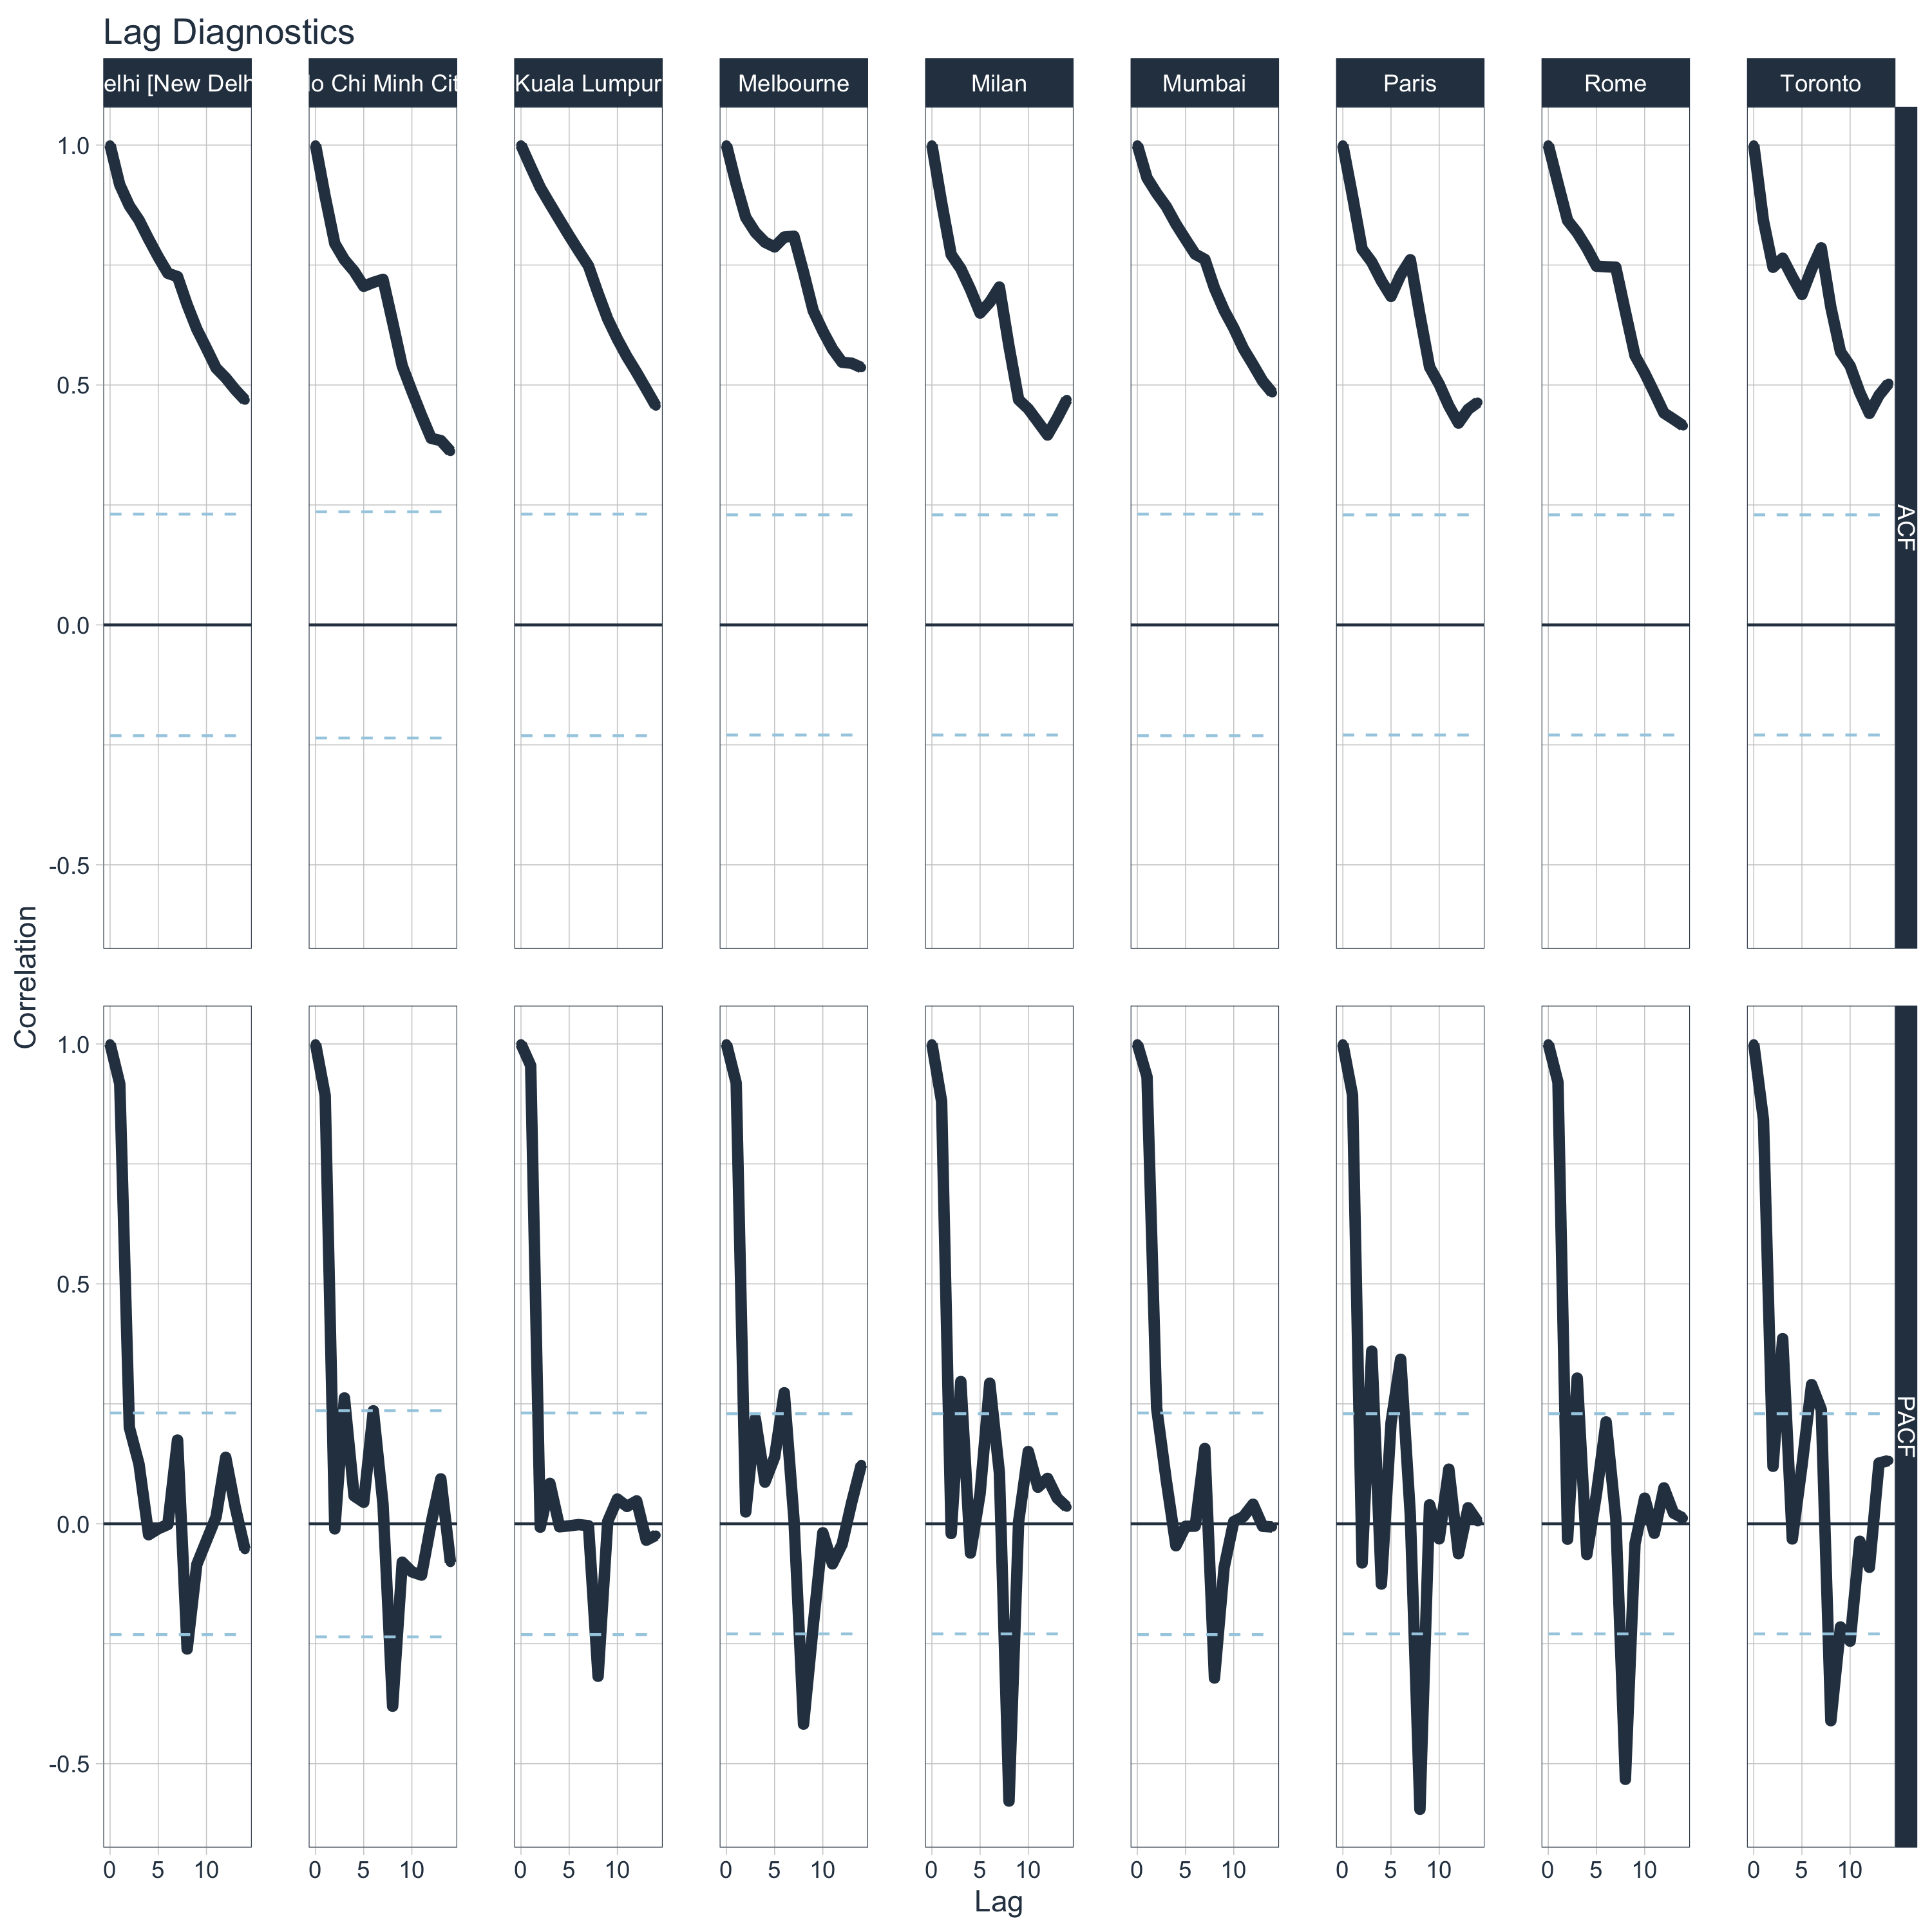 Lag Diagnostics
elhi [New Delh
lo Chi Minh Cit
Kuala Lumpur
Melbourne
Milan
Mumbai
Paris
Rome
Toronto
1.0
0.5
0.0
-0.5
ACF
Correlation
1.0
0.5
0.0
-0.5
PACF
0 5 10
0 5 10
0 5 10
0 5 10
0 5 10
0 5 10
0 5 10
0 5 10
0 5 10
Lag